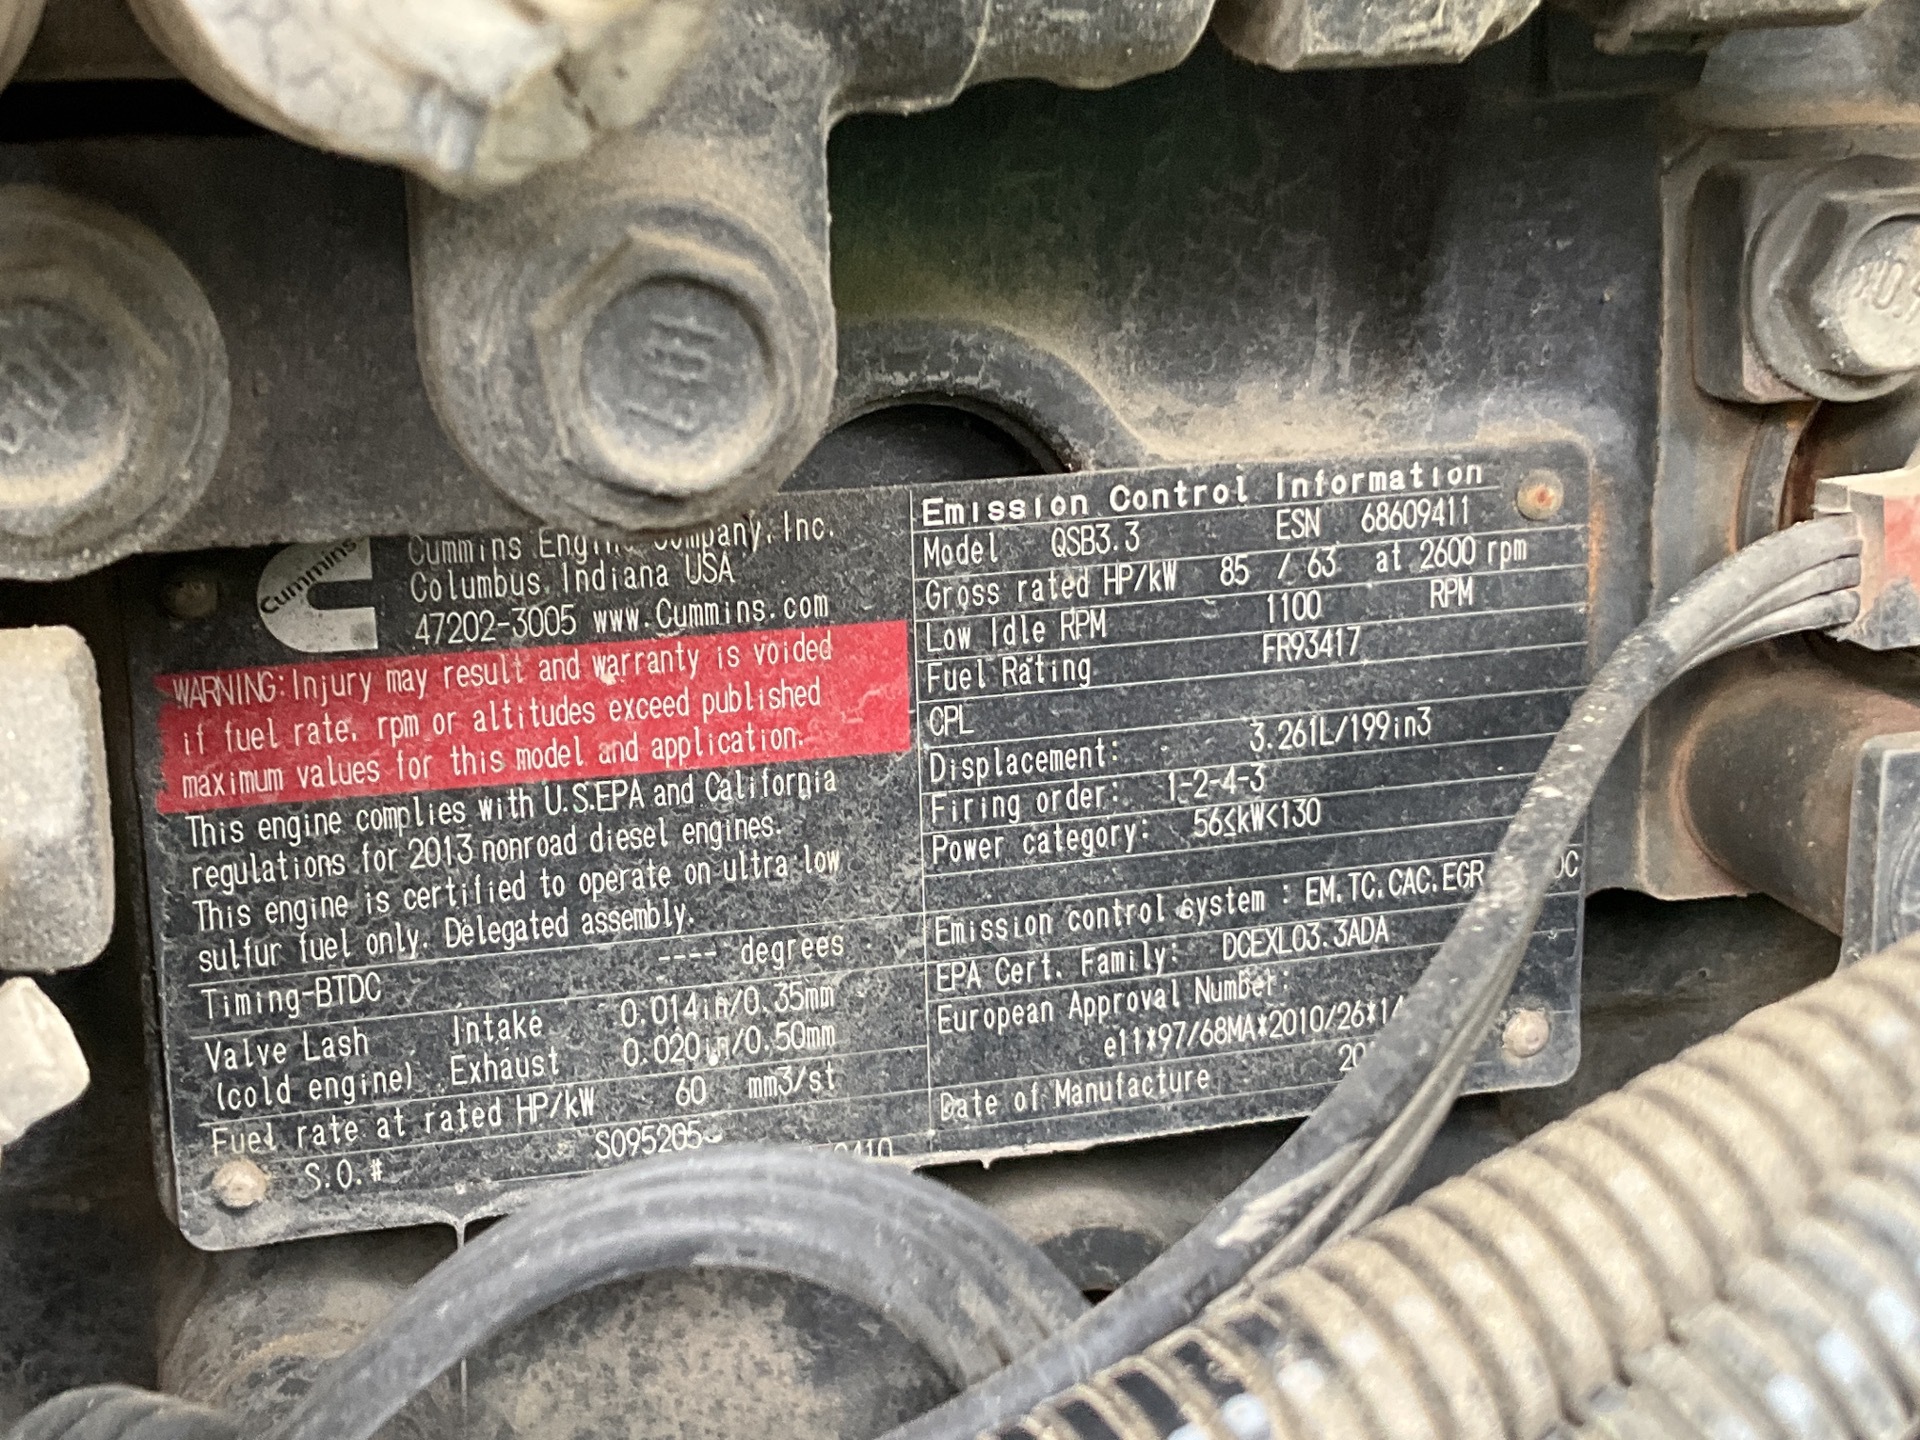 Cummins
Cummins Company, Inc.
Columbus, Indiana USA
47202-3005 www.Cummins.com
WARNING: Injury may result and warranty is voided
if fuel rate, rpm or altitudes exceed published
maximum values for this model and application.
This engine complies with U.S.EPA and California
regulations for 2013 nonroad diesel engines.
This engine is certified to operate on ultra low
sulfur fuel only. Delegated assembly.
Timing-BTDC ---- degrees
Valve Lash Intake 0.014in/0.35mm
(cold engine) Exhaust 0.020in/0.50mm
Fuel rate at rated HP/kW 60 mm3/st
S.O.# SO95205
Emission Control Information
Model QSB3.3 ESN 68609411
Gross rated HP/kW 85 / 63 at 2600 rpm
Low Idle RPM 1100 RPM
Fuel Rating FR93417
CPL
Displacement: 3.261L/199in3
Firing order: 1-2-4-3
Power category: 56≤kW<130
Emission control system : EM.TC.CAC.EGR
EPA Cert. Family: DCEXL03.3ADA
European Approval Number:
e11*97/68MA*2010/26*1
Date of Manufacture